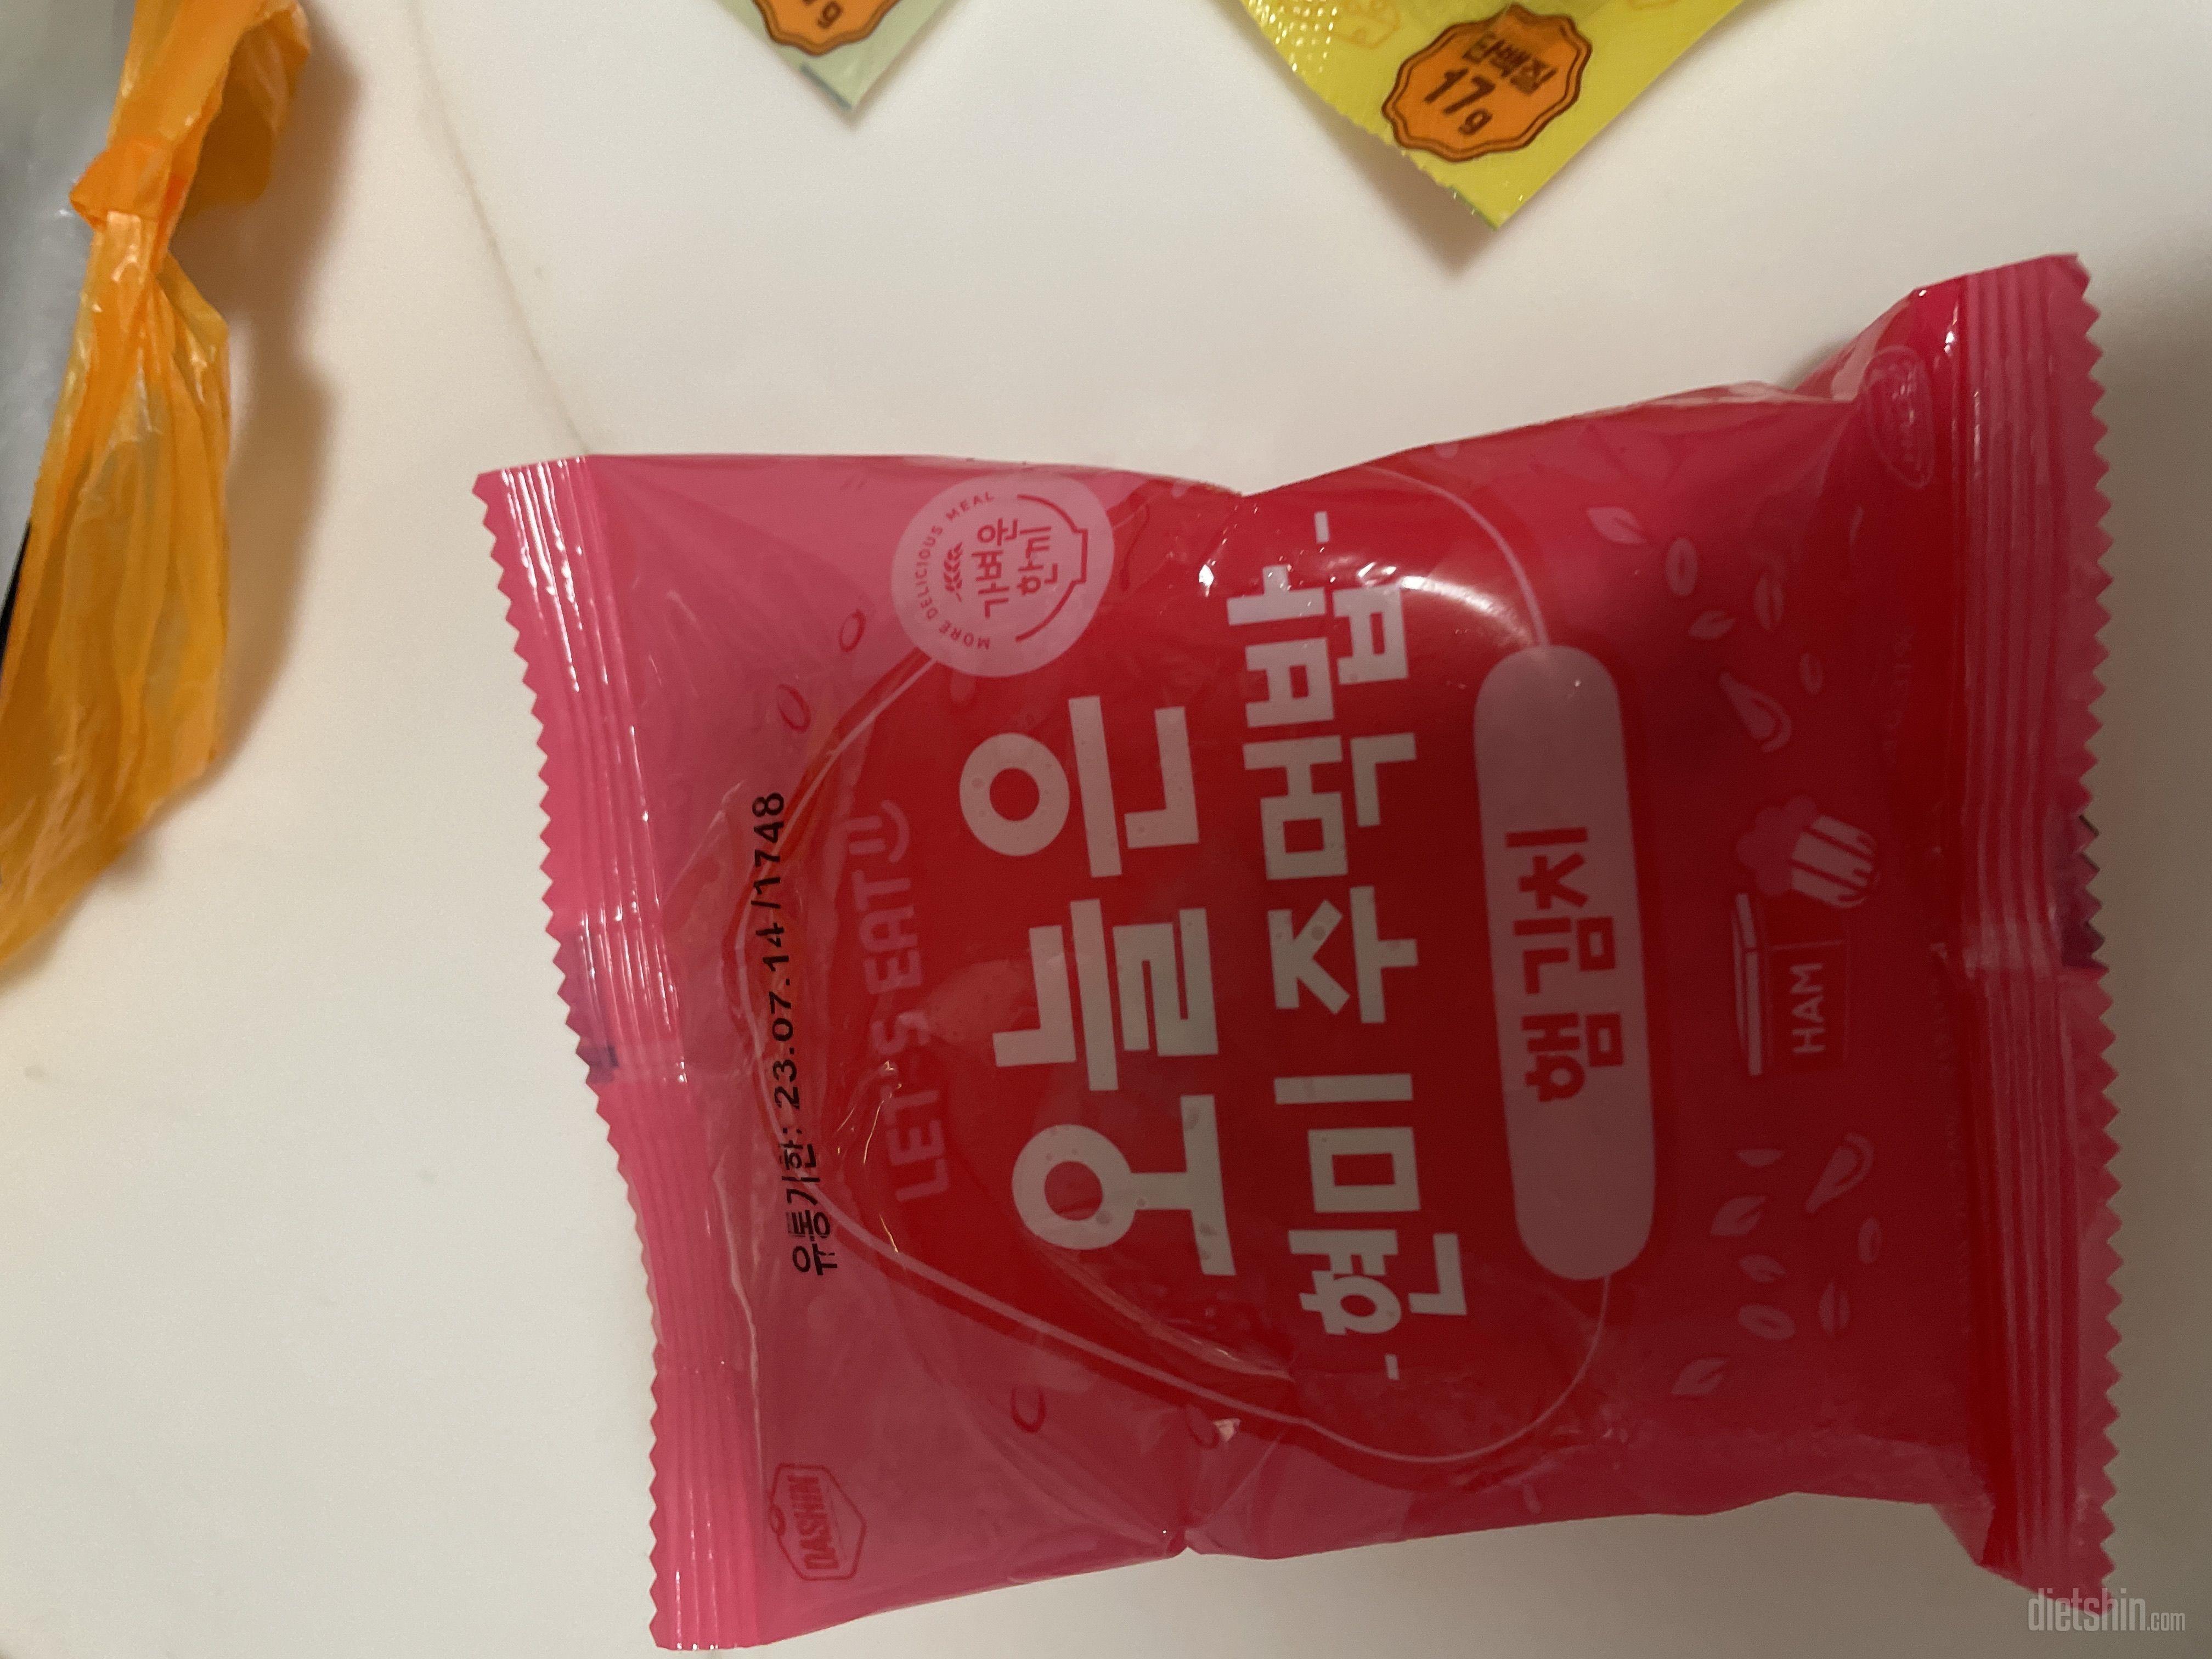 단백질
17g
유통기한: 23.07.14/1748
LET'S EAT
MORE DELICIOUS MEAL
가벼운
한끼
오늘은
-현미 주먹밥-
햄김치
HAM
DASHIN
dietshin.com